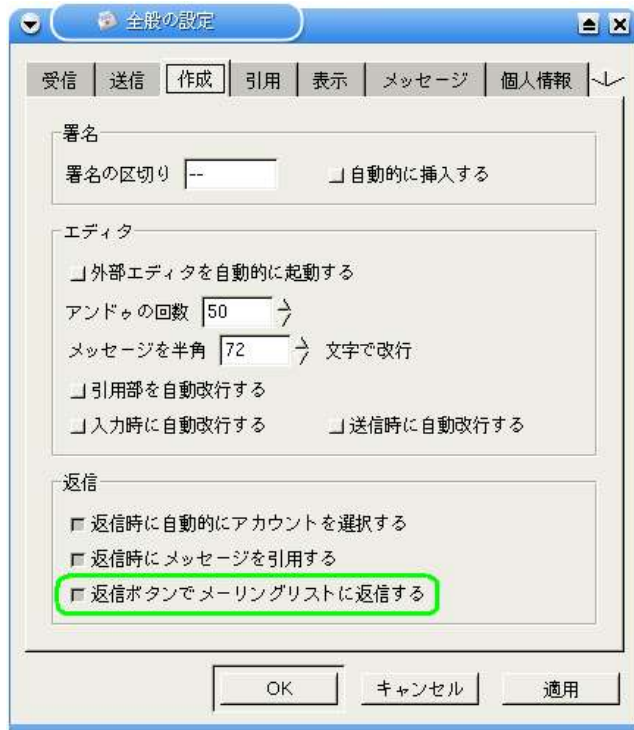 全般の設定
受信 送信 作成 引用 表示 メッセージ 個人情報
署名
署名の区切り -- 自動的に挿入する
エディタ
外部エディタを自動的に起動する
アンドゥの回数 50
メッセージを半角 72 文字で改行
引用部を自動改行する
入力時に自動改行する 送信時に自動改行する
返信
返信時に自動的にアカウントを選択する
返信時にメッセージを引用する
返信ボタンでメーリングリストに返信する
OK キャンセル 適用